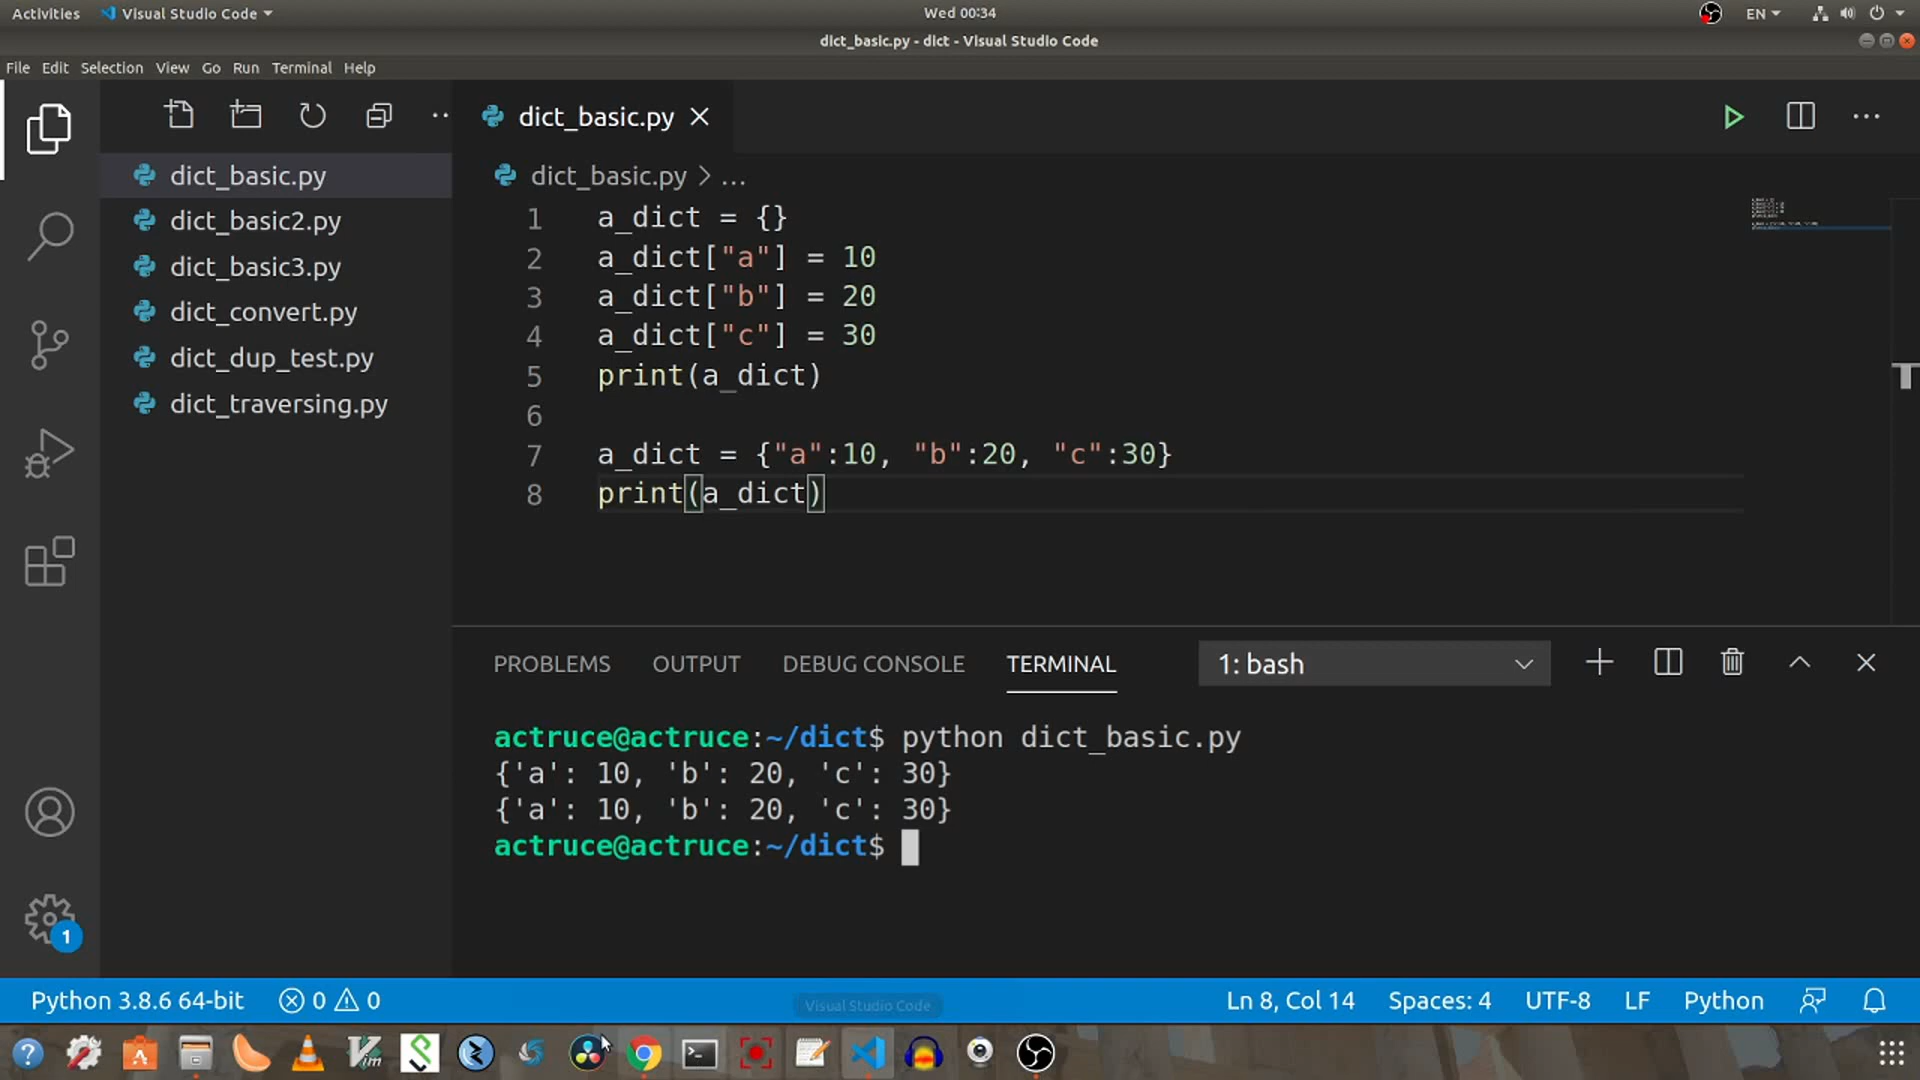 Activities Visual Studio Code Wed 00:34 EN
dict_basic.py - dict - Visual Studio Code
File Edit Selection View Go Run Terminal Help
dict_basic.py
dict_basic.py
dict_basic2.py
dict_basic3.py
dict_convert.py
dict_dup_test.py
dict_traversing.py
dict_basic.py > ...
1 a_dict = {}
2 a_dict["a"] = 10
3 a_dict["b"] = 20
4 a_dict["c"] = 30
5 print(a_dict)
6
7 a_dict = {"a":10, "b":20, "c":30}
8 print(a_dict)
PROBLEMS OUTPUT DEBUG CONSOLE TERMINAL 1: bash
actruce@actruce:~/dict$ python dict_basic.py
{'a': 10, 'b': 20, 'c': 30}
{'a': 10, 'b': 20, 'c': 30}
actruce@actruce:~/dict$
1
Python 3.8.6 64-bit 0 0 Visual Studio Code Ln 8, Col 14 Spaces: 4 UTF-8 LF Python